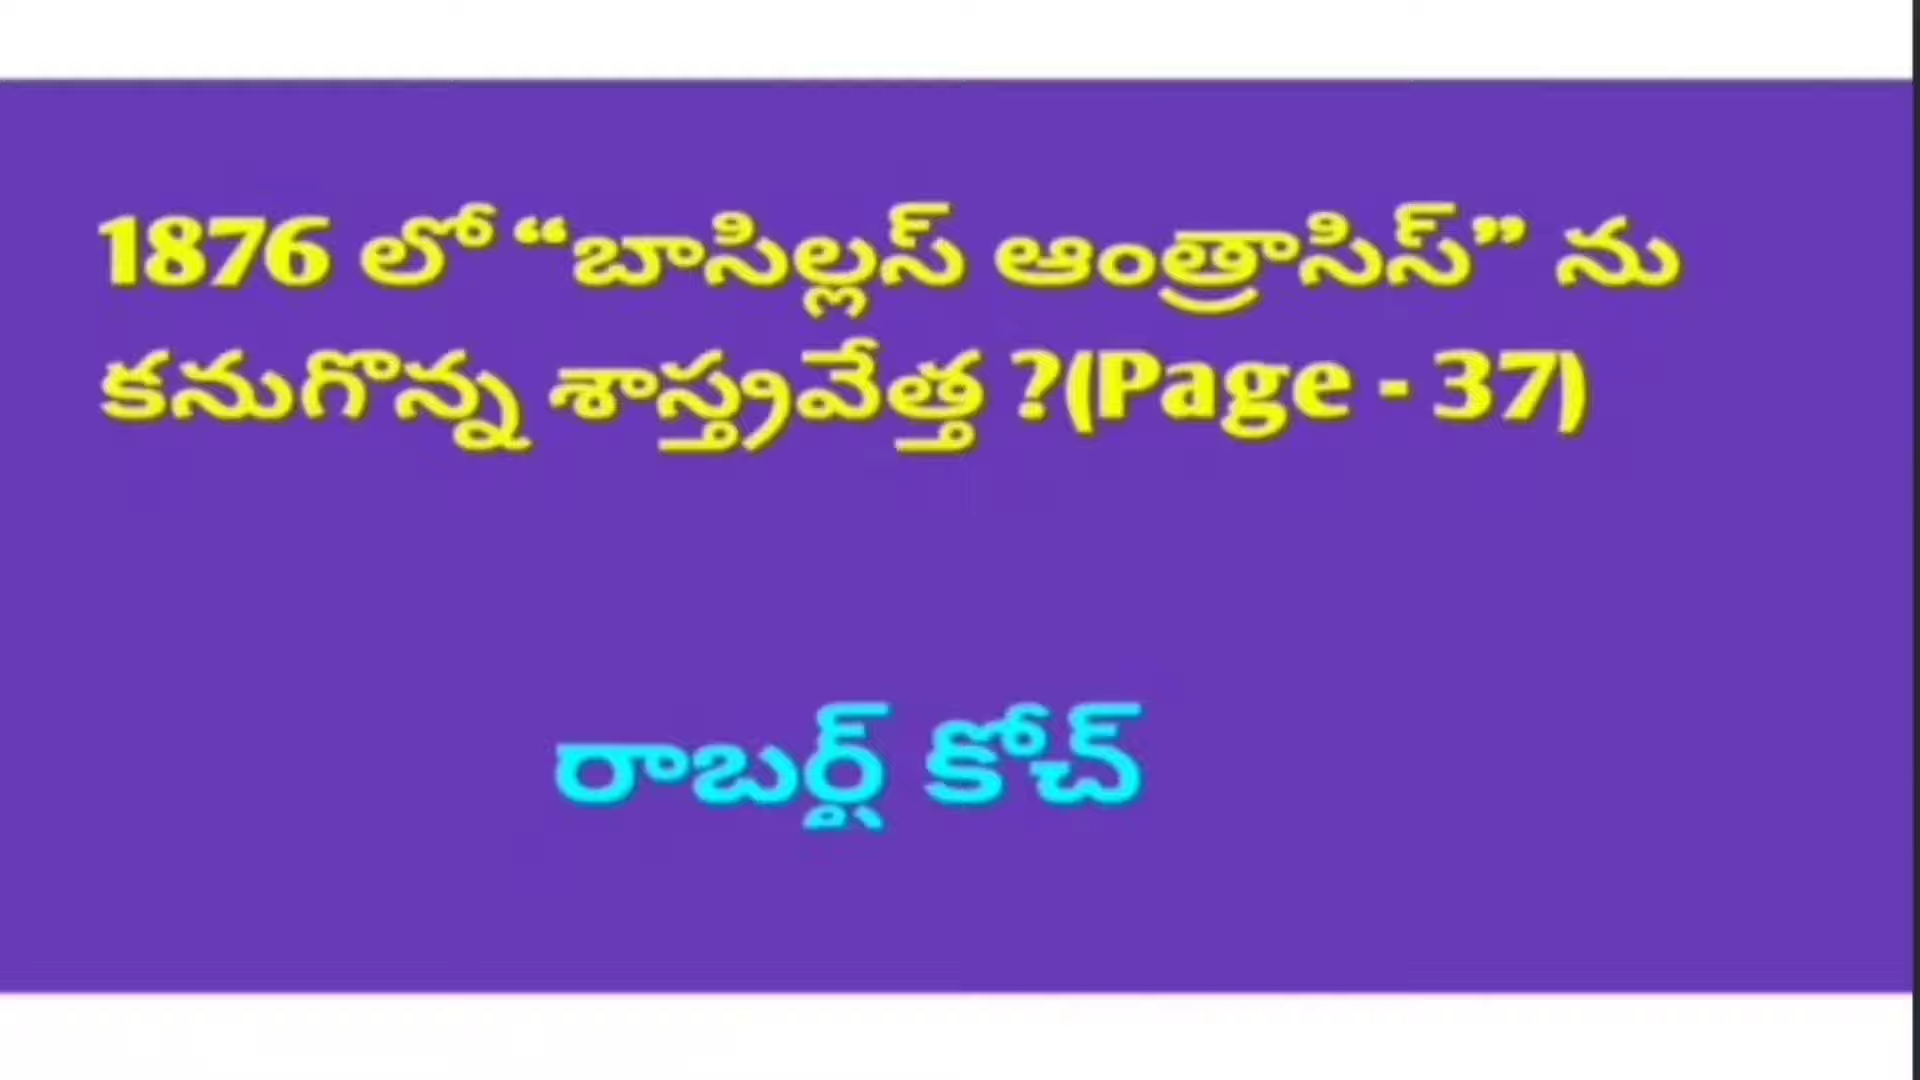 1876 లో “బాసిల్లస్ ఆంత్రాసిస్” ను
కనుగొన్న శాస్త్రవేత్త ?(Page - 37)
రాబర్ట్ కోచ్